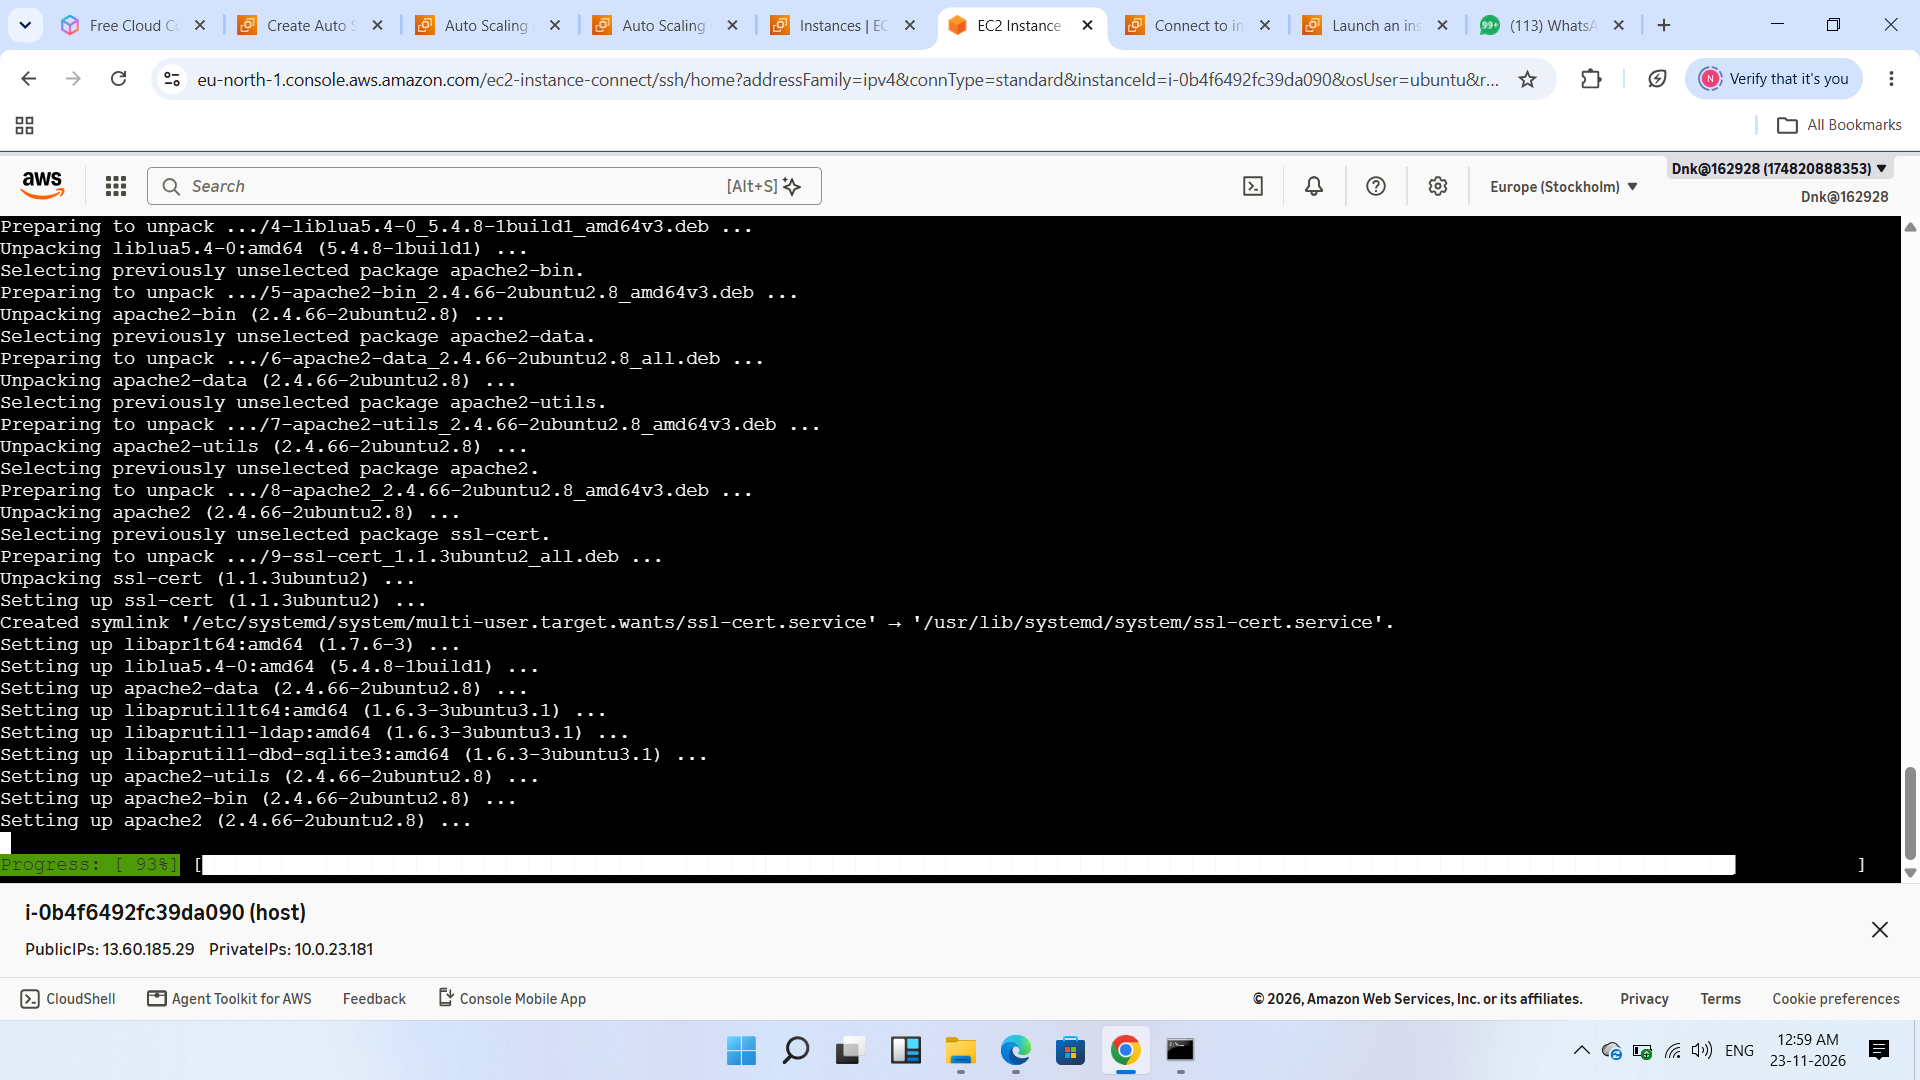 Free Cloud C
Create Auto S
Auto Scaling
Auto Scaling
Instances | EC
EC2 Instance
Connect to in
Launch an ins
99+
(113) WhatsA
eu-north-1.console.aws.amazon.com/ec2-instance-connect/ssh/home?addressFamily=ipv4&connType=standard&instanceId=i-0b4f6492fc39da090&osUser=ubuntu&r...
N
Verify that it's you
All Bookmarks
aws
Search
[Alt+S]
Europe (Stockholm)
Dnk@162928 (174820888353)
Dnk@162928
Preparing to unpack .../4-liblua5.4-0_5.4.8-1build1_amd64v3.deb ...
Unpacking liblua5.4-0:amd64 (5.4.8-1build1) ...
Selecting previously unselected package apache2-bin.
Preparing to unpack .../5-apache2-bin_2.4.66-2ubuntu2.8_amd64v3.deb ...
Unpacking apache2-bin (2.4.66-2ubuntu2.8) ...
Selecting previously unselected package apache2-data.
Preparing to unpack .../6-apache2-data_2.4.66-2ubuntu2.8_all.deb ...
Unpacking apache2-data (2.4.66-2ubuntu2.8) ...
Selecting previously unselected package apache2-utils.
Preparing to unpack .../7-apache2-utils_2.4.66-2ubuntu2.8_amd64v3.deb ...
Unpacking apache2-utils (2.4.66-2ubuntu2.8) ...
Selecting previously unselected package apache2.
Preparing to unpack .../8-apache2_2.4.66-2ubuntu2.8_amd64v3.deb ...
Unpacking apache2 (2.4.66-2ubuntu2.8) ...
Selecting previously unselected package ssl-cert.
Preparing to unpack .../9-ssl-cert_1.1.3ubuntu2_all.deb ...
Unpacking ssl-cert (1.1.3ubuntu2) ...
Setting up ssl-cert (1.1.3ubuntu2) ...
Created symlink '/etc/systemd/system/multi-user.target.wants/ssl-cert.service' → '/usr/lib/systemd/system/ssl-cert.service'.
Setting up libapr1t64:amd64 (1.7.6-3) ...
Setting up liblua5.4-0:amd64 (5.4.8-1build1) ...
Setting up apache2-data (2.4.66-2ubuntu2.8) ...
Setting up libaprutil1t64:amd64 (1.6.3-3ubuntu3.1) ...
Setting up libaprutil1-ldap:amd64 (1.6.3-3ubuntu3.1) ...
Setting up libaprutil1-dbd-sqlite3:amd64 (1.6.3-3ubuntu3.1) ...
Setting up apache2-utils (2.4.66-2ubuntu2.8) ...
Setting up apache2-bin (2.4.66-2ubuntu2.8) ...
Setting up apache2 (2.4.66-2ubuntu2.8) ...
Progress: [ 93%] [ ]
i-0b4f6492fc39da090 (host)
PublicIPs: 13.60.185.29 PrivateIPs: 10.0.23.181
CloudShell
Agent Toolkit for AWS
Feedback
Console Mobile App
© 2026, Amazon Web Services, Inc. or its affiliates.
Privacy
Terms
Cookie preferences
ENG
12:59 AM
23-11-2026